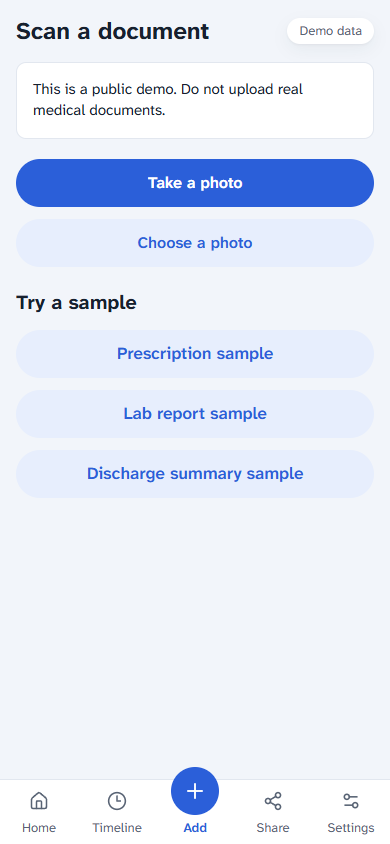 Scan a document
Demo data
This is a public demo. Do not upload real
medical documents.
Take a photo
Choose a photo
Try a sample
Prescription sample
Lab report sample
Discharge summary sample
Home
Timeline
Add
Share
Settings